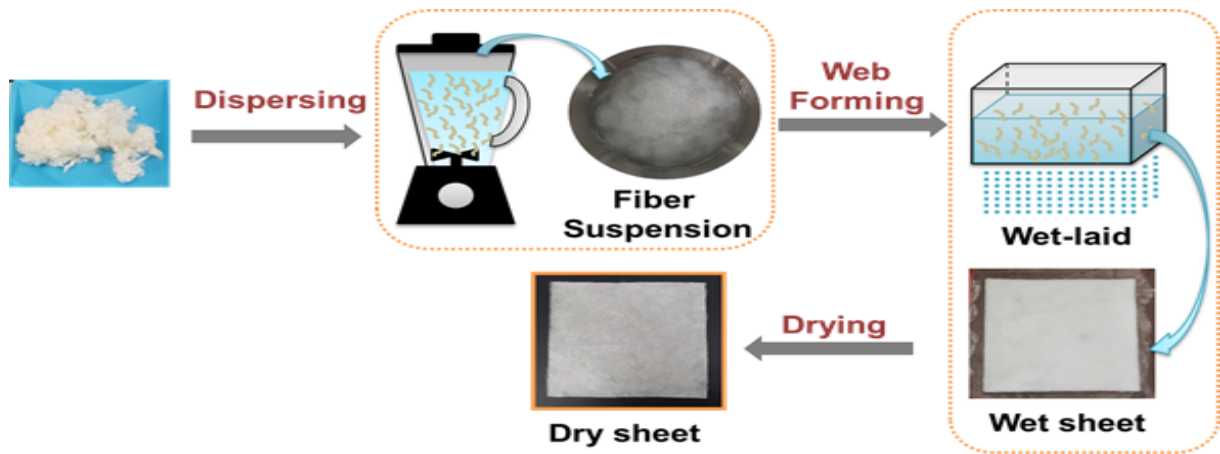 Dispersing
Fiber
Suspension
Web
Forming
Wet-laid
Wet sheet
Drying
Dry sheet